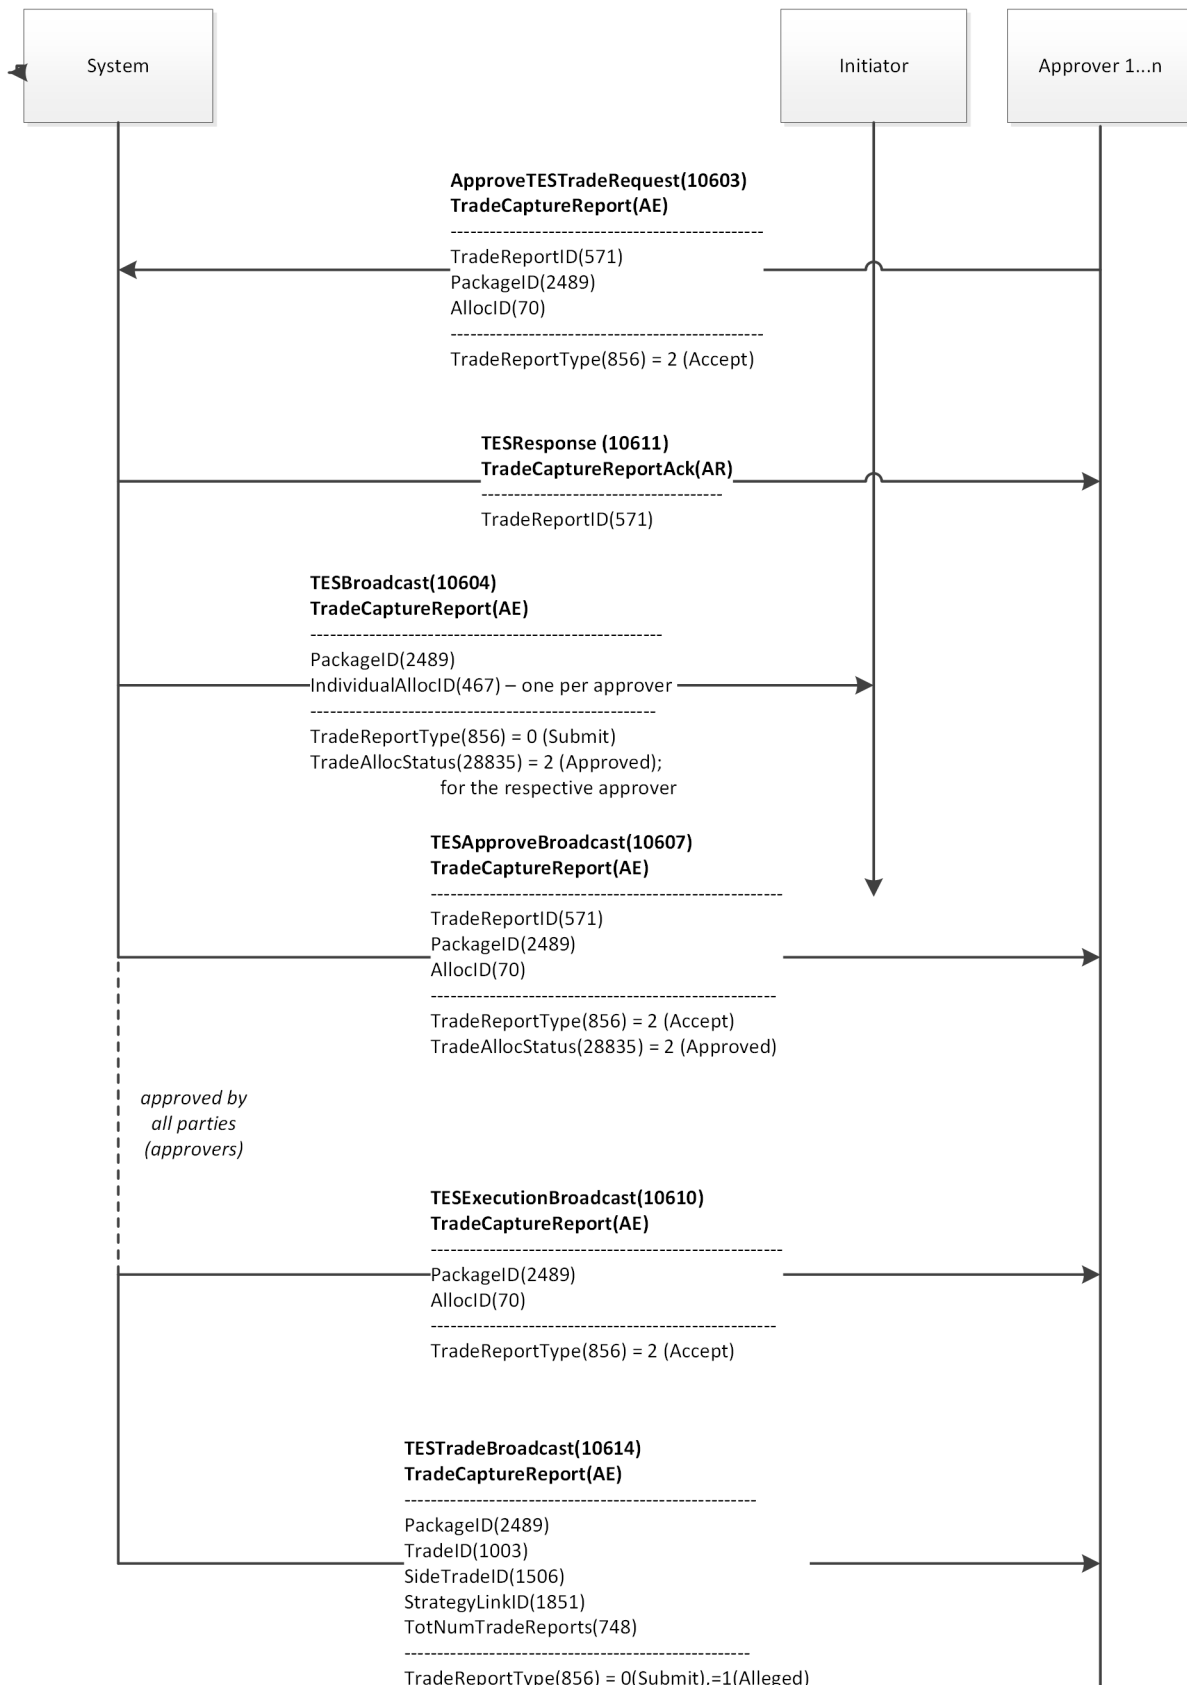 System
Initiator
Approver 1...n
ApproveTESTradeRequest(10603)
TradeCaptureReport(AE)
------------------------------------------------
TradeReportID(571)
PackageID(2489)
AllocID(70)
------------------------------------------------
TradeReportType(856) = 2 (Accept)
TESResponse (10611)
TradeCaptureReportAck(AR)
-------------------------------------
TradeReportID(571)
TESBroadcast(10604)
TradeCaptureReport(AE)
------------------------------------------------------
PackageID(2489)
IndividualAllocID(467) – one per approver
-----------------------------------------------------
TradeReportType(856) = 0 (Submit)
TradeAllocStatus(28835) = 2 (Approved);
for the respective approver
TESApproveBroadcast(10607)
TradeCaptureReport(AE)
------------------------------------------------------
TradeReportID(571)
PackageID(2489)
AllocID(70)
-----------------------------------------------------
TradeReportType(856) = 2 (Accept)
TradeAllocStatus(28835) = 2 (Approved)
approved by
all parties
(approvers)
TESExecutionBroadcast(10610)
TradeCaptureReport(AE)
------------------------------------------------------
PackageID(2489)
AllocID(70)
-----------------------------------------------------
TradeReportType(856) = 2 (Accept)
TESTradeBroadcast(10614)
TradeCaptureReport(AE)
------------------------------------------------------
PackageID(2489)
TradeID(1003)
SideTradeID(1506)
StrategyLinkID(1851)
TotNumTradeReports(748)
-----------------------------------------------------
TradeReportType(856) = 0(Submit),=1(Alleged)